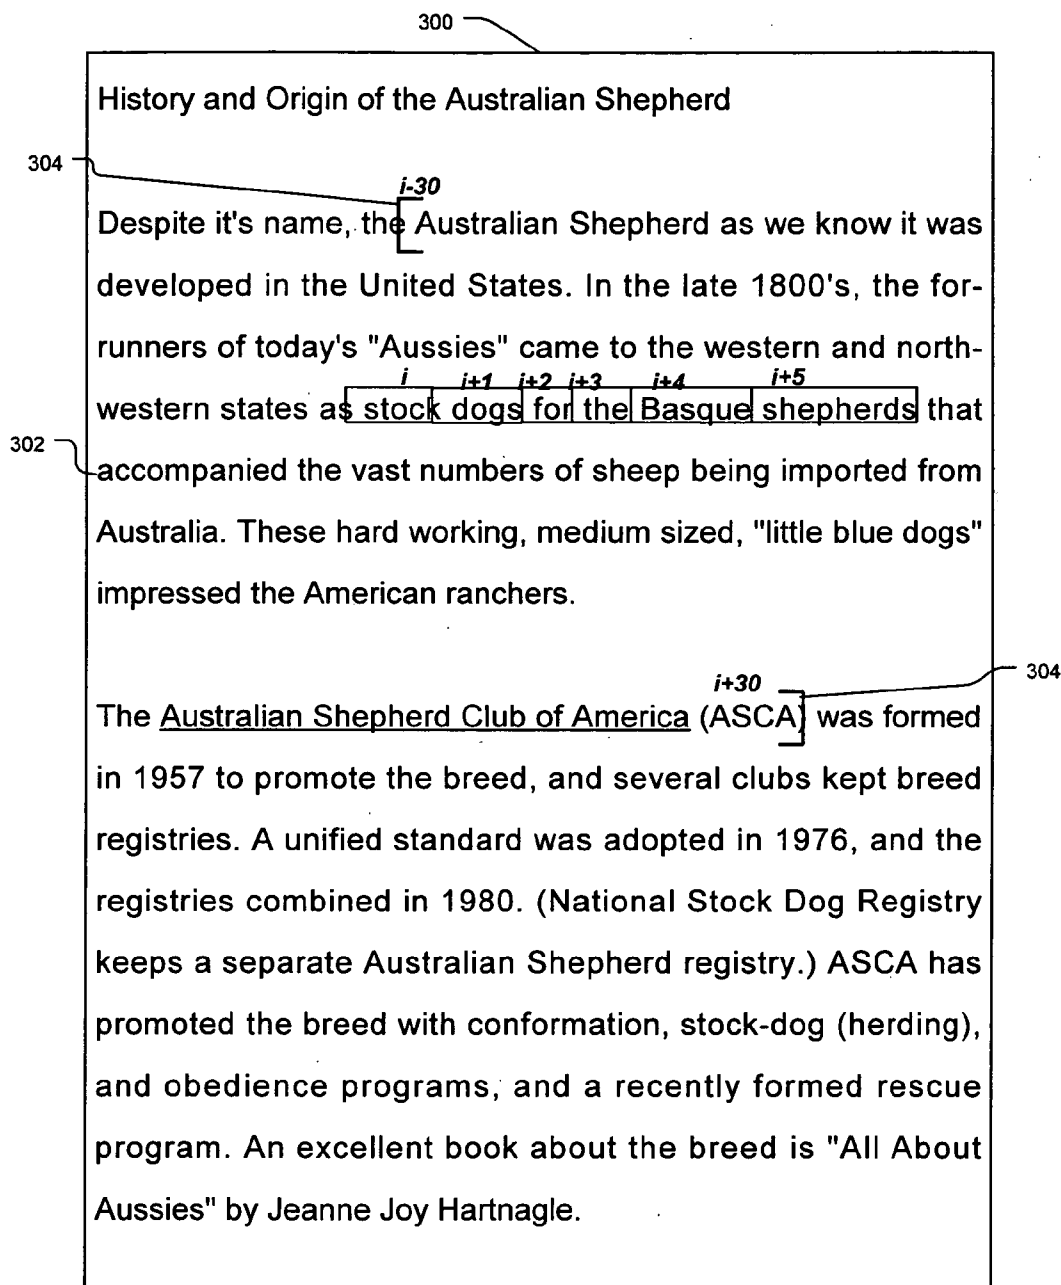 300
History and Origin of the Australian Shepherd
304
i-30
Despite it's name, the Australian Shepherd as we know it was
developed in the United States. In the late 1800's, the for-
runners of today's "Aussies" came to the western and north-
i i+1 i+2 i+3 i+4 i+5
western states as stock dogs for the Basque shepherds that
302
accompanied the vast numbers of sheep being imported from
Australia. These hard working, medium sized, "little blue dogs"
impressed the American ranchers.
i+30
304
The Australian Shepherd Club of America (ASCA) was formed
in 1957 to promote the breed, and several clubs kept breed
registries. A unified standard was adopted in 1976, and the
registries combined in 1980. (National Stock Dog Registry
keeps a separate Australian Shepherd registry.) ASCA has
promoted the breed with conformation, stock-dog (herding),
and obedience programs, and a recently formed rescue
program. An excellent book about the breed is "All About
Aussies" by Jeanne Joy Hartnagle.